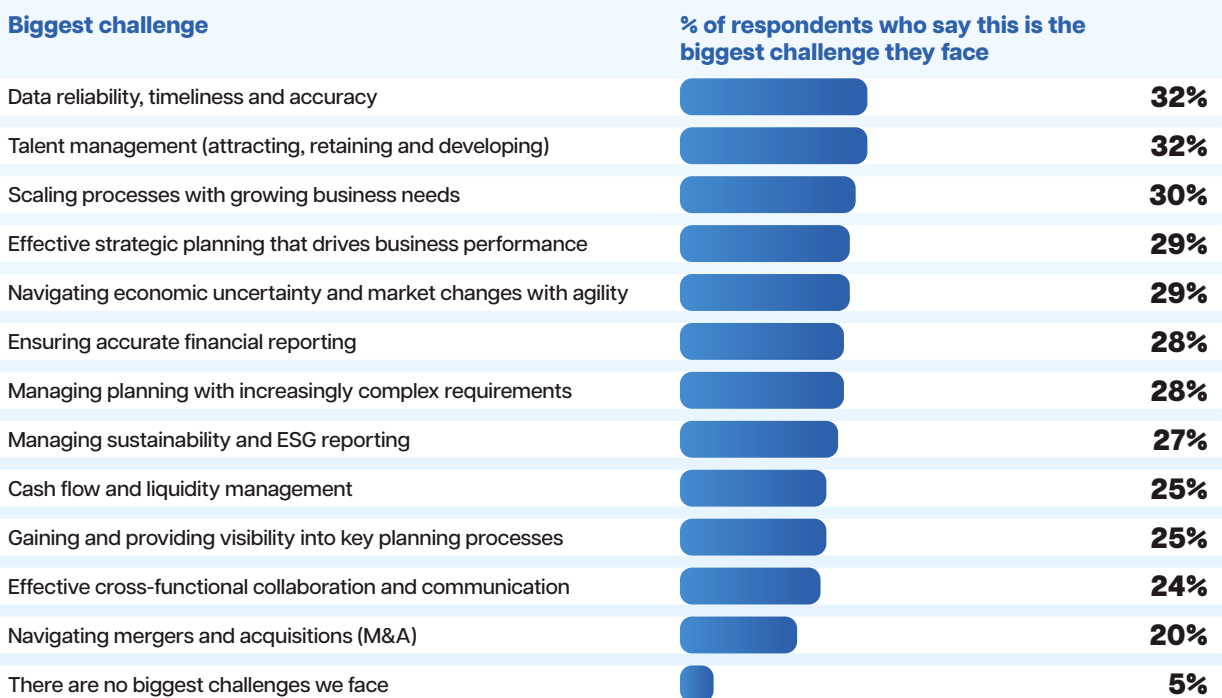 Biggest challenge
% of respondents who say this is the
biggest challenge they face
Data reliability, timeliness and accuracy 32%
Talent management (attracting, retaining and developing) 32%
Scaling processes with growing business needs 30%
Effective strategic planning that drives business performance 29%
Navigating economic uncertainty and market changes with agility 29%
Ensuring accurate financial reporting 28%
Managing planning with increasingly complex requirements 28%
Managing sustainability and ESG reporting 27%
Cash flow and liquidity management 25%
Gaining and providing visibility into key planning processes 25%
Effective cross-functional collaboration and communication 24%
Navigating mergers and acquisitions (M&A) 20%
There are no biggest challenges we face 5%